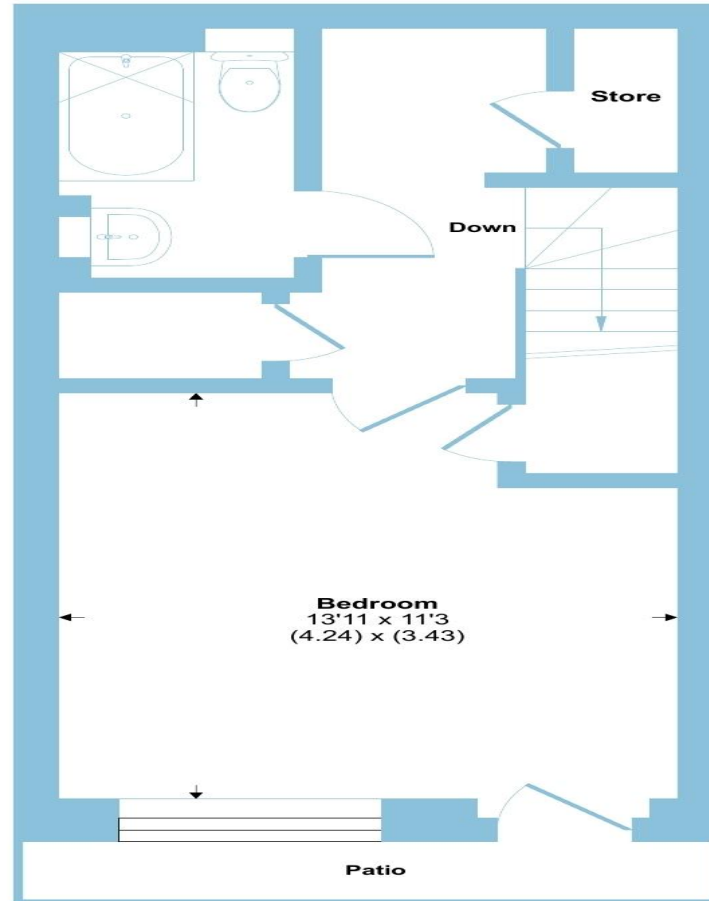 Store
Down
Bedroom
13'11 x 11'3
(4.24) x (3.43)
Patio